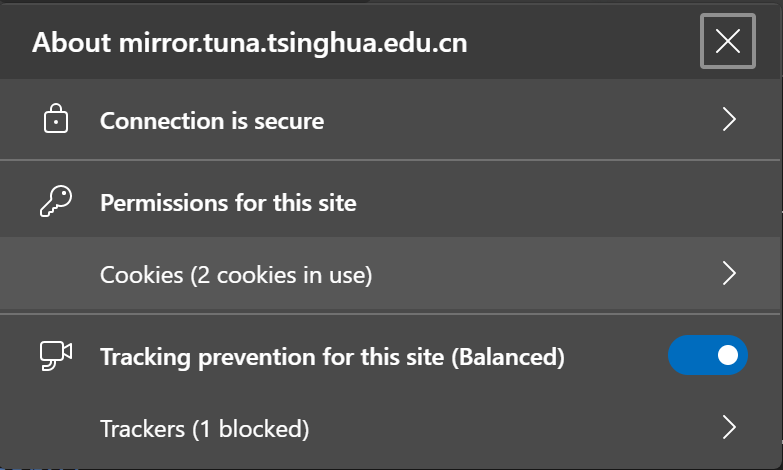 About mirror.tuna.tsinghua.edu.cn
Connection is secure
Permissions for this site
Cookies (2 cookies in use)
Tracking prevention for this site (Balanced)
Trackers (1 blocked)